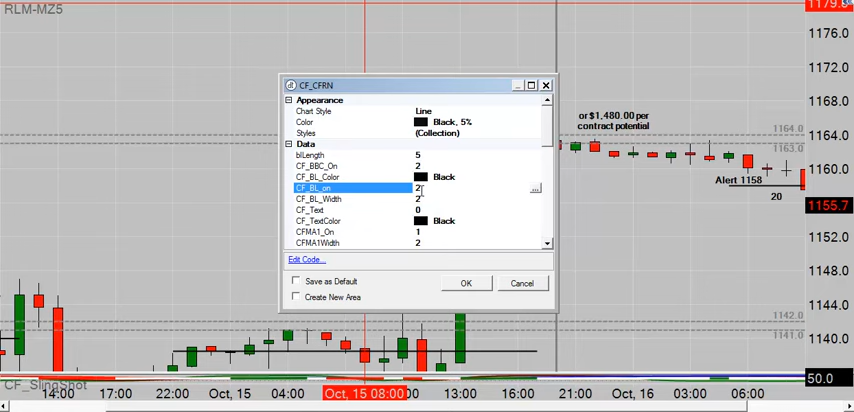 RLM-MZ5
1179.
1176.0
1172.0
1168.0
1164.0
1160.0
1155.7
1152.0
1148.0
1144.0
1140.0
50.0
or $1,480.00 per
contract potential
1164.0
1163.0
Alert 1158
20
1142.0
1141.0
CF_CFRN
Appearance
Chart Style Line
Color Black, 5%
Styles (Collection)
Data
blLength 5
CF_BBC_On 2
CF_BL_Color Black
CF_BL_on 2 ...
CF_BL_Width 2
CF_Text 0
CF_TextColor Black
CFMA1_On 1
CFMA1Width 2
Edit Code...
Save as Default
Create New Area
OK Cancel
CF_SlingShot
14:00 22:00 Oct, 15 04:00 Oct, 15 08:00 :00 13:00 21:00 Oct, 16 03:00 06:00